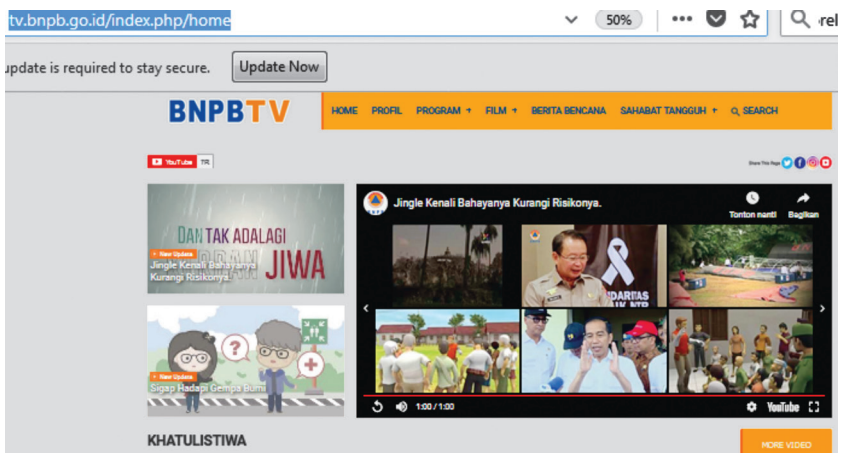 tv.bnpb.go.id/index.php/home
50%
rel
update is required to stay secure.
Update Now
BNPBTV
HOME PROFIL PROGRAM FILM BERITA BENCANA SAHABAT TANGGUH SEARCH
YouTube 7R
Share This Page
DAN TAK ADALAGI
JIWA
New Update
Jingle Kenali Bahayanya
Kurangi Risikonya.
Jingle Kenali Bahayanya Kurangi Risikonya.
Tonton nanti Bagikan
New Update
Sigap Hadapi Gempa Bumi
1:00 / 1:00
YouTube
KHATULISTIWA
MORE VIDEO